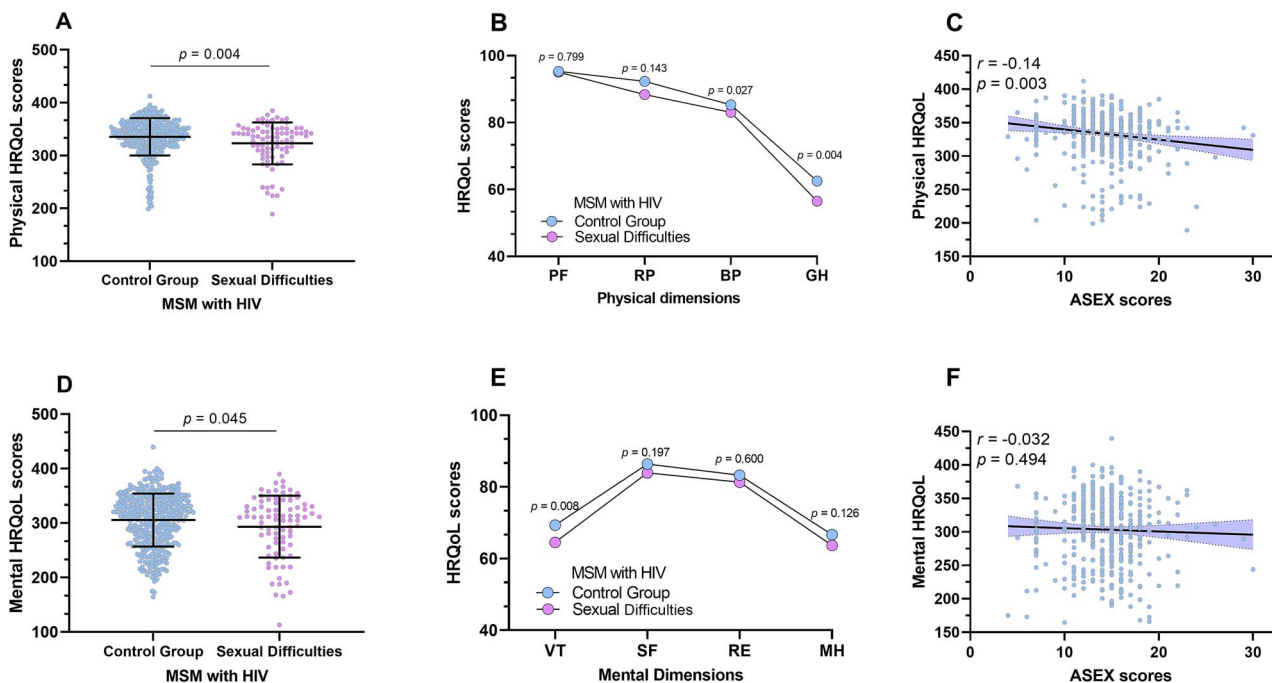 A
p = 0.004
Physical HRQoL scores
500
400
300
200
100
Control Group
Sexual Difficulties
MSM with HIV
B
HRQoL scores
100
80
60
40
p = 0.799
p = 0.143
p = 0.027
p = 0.004
MSM with HIV
Control Group
Sexual Difficulties
PF
RP
BP
GH
Physical dimensions
C
r = -0.14
p = 0.003
Physical HRQoL
450
400
350
300
250
200
150
0
10
20
30
ASEX scores
D
p = 0.045
Mental HRQoL scores
500
400
300
200
100
Control Group
Sexual Difficulties
MSM with HIV
E
HRQoL scores
100
80
60
40
p = 0.008
p = 0.197
p = 0.600
p = 0.126
MSM with HIV
Control Group
Sexual Difficulties
VT
SF
RE
MH
Mental Dimensions
F
r = -0.032
p = 0.494
Mental HRQoL
450
400
350
300
250
200
150
0
10
20
30
ASEX scores